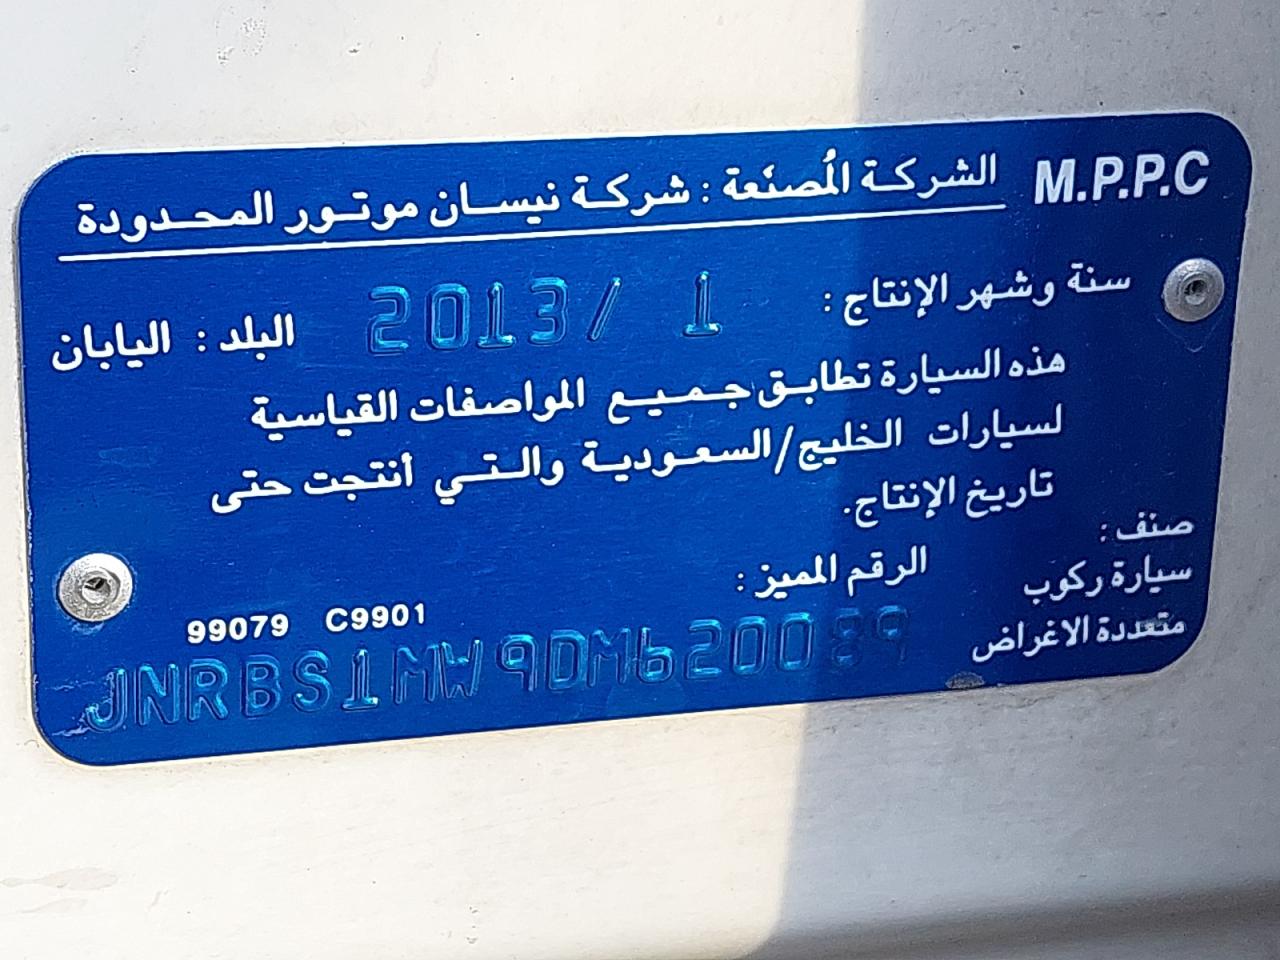 الشركة المُصنَعة : شركة نيسان موتور المحدودة M.P.P.C
سنة وشهر الإنتاج : 2013/ 1 البلد : اليابان
هذه السيارة تطابق جميع المواصفات القياسية
لسيارات الخليج/السعودية والتي أنتجت حتى
تاريخ الإنتاج.
صنف :
سيارة ركوب
متعددة الاغراض
الرقم المميز :
99079 C9901
JNRBS1MW9DM620089